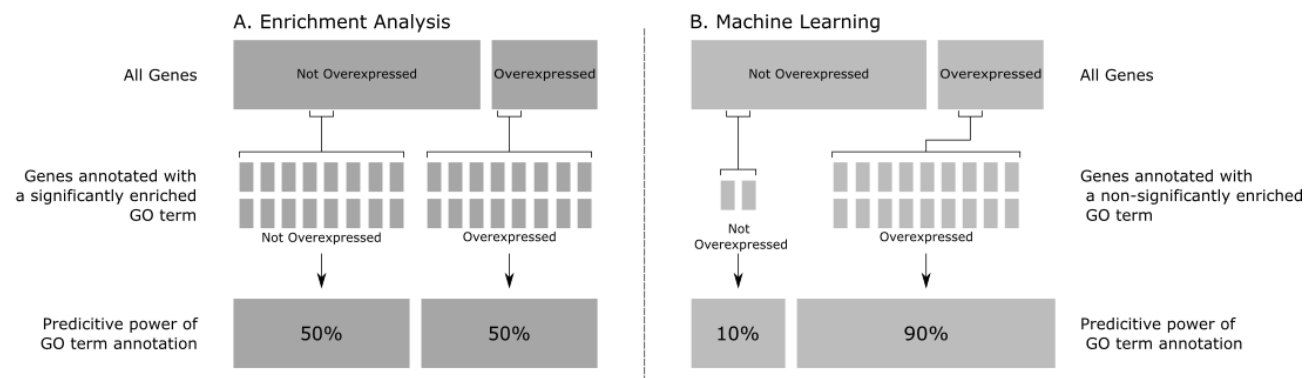 A. Enrichment Analysis
All Genes
Not Overexpressed
Overexpressed
Genes annotated with
a significantly enriched
GO term
Not Overexpressed
Overexpressed
Predicitive power of
GO term annotation
50%
50%
B. Machine Learning
Not Overexpressed
Overexpressed
All Genes
Not
Overexpressed
Overexpressed
Genes annotated with
a non-significantly enriched
GO term
10%
90%
Predicitive power of
GO term annotation